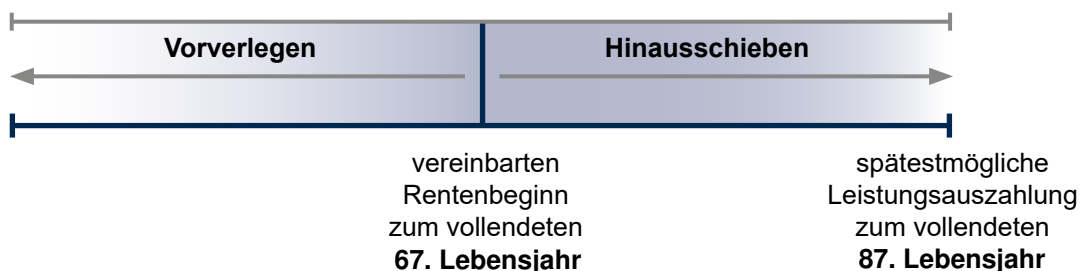 Vorverlegen
Hinausschieben
vereinbarten
Rentenbeginn
zum vollendeten
67. Lebensjahr
spätestmögliche
Leistungsauszahlung
zum vollendeten
87. Lebensjahr